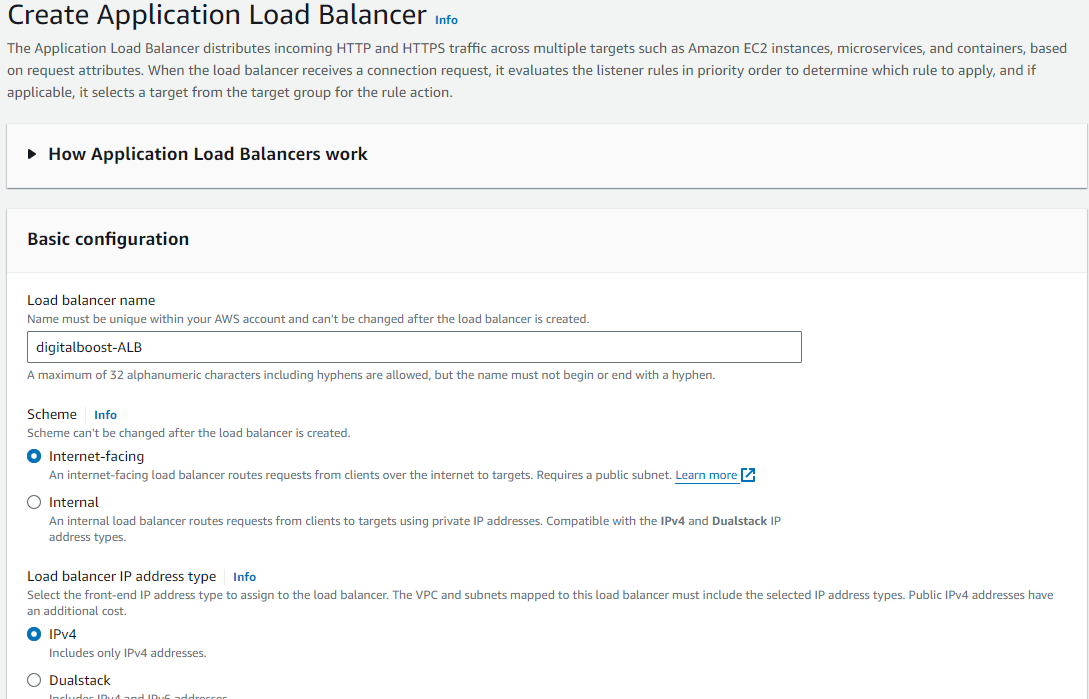 Create Application Load Balancer Info
The Application Load Balancer distributes incoming HTTP and HTTPS traffic across multiple targets such as Amazon EC2 instances, microservices, and containers, based
on request attributes. When the load balancer receives a connection request, it evaluates the listener rules in priority order to determine which rule to apply, and if
applicable, it selects a target from the target group for the rule action.
How Application Load Balancers work
Basic configuration
Load balancer name
Name must be unique within your AWS account and can't be changed after the load balancer is created.
digitalboost-ALB
A maximum of 32 alphanumeric characters including hyphens are allowed, but the name must not begin or end with a hyphen.
Scheme Info
Scheme can't be changed after the load balancer is created.
Internet-facing
An internet-facing load balancer routes requests from clients over the internet to targets. Requires a public subnet. Learn more
Internal
An internal load balancer routes requests from clients to targets using private IP addresses. Compatible with the IPv4 and Dualstack IP
address types.
Load balancer IP address type Info
Select the front-end IP address type to assign to the load balancer. The VPC and subnets mapped to this load balancer must include the selected IP address types. Public IPv4 addresses have
an additional cost.
IPv4
Includes only IPv4 addresses.
Dualstack
Includes IPv4 and IPv6 addresses.